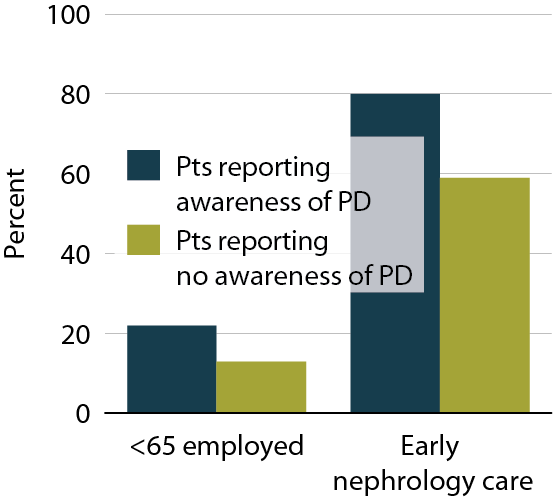 100
80
60
40
20
0
Percent
Pts reporting
awareness of PD
Pts reporting
no awareness of PD
<65 employed
Early
nephrology care